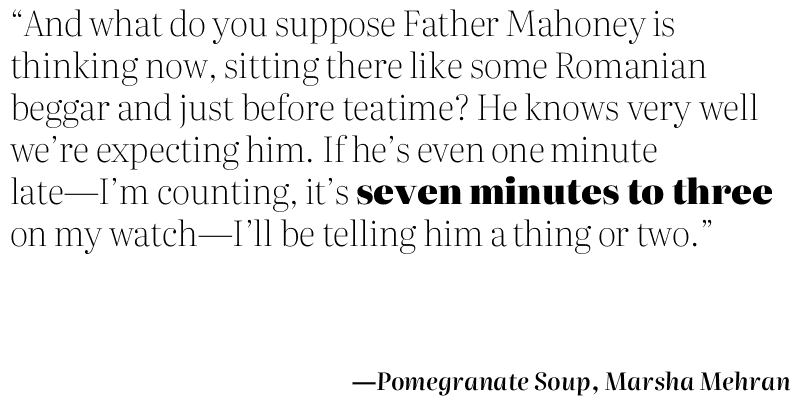 “And what do you suppose Father Mahoney is
thinking now, sitting there like some Romanian
beggar and just before teatime? He knows very well
we’re expecting him. If he’s even one minute
late—I’m counting, it’s seven minutes to three
on my watch—I’ll be telling him a thing or two.”
—Pomegranate Soup, Marsha Mehran